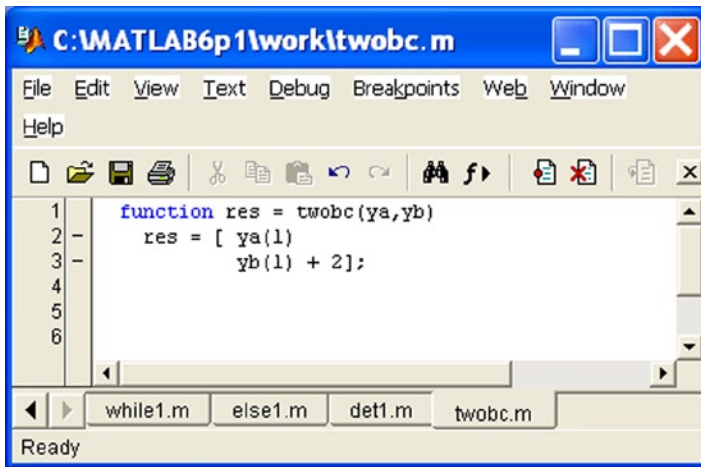 C:\MATLAB6p1\work\twobc.m
File Edit View Text Debug Breakpoints Web Window
Help
1 function res = twobc(ya,yb)
2 - res = [ ya(1)
3 - yb(1) + 2];
4
5
6
while1.m else1.m det1.m twobc.m
Ready